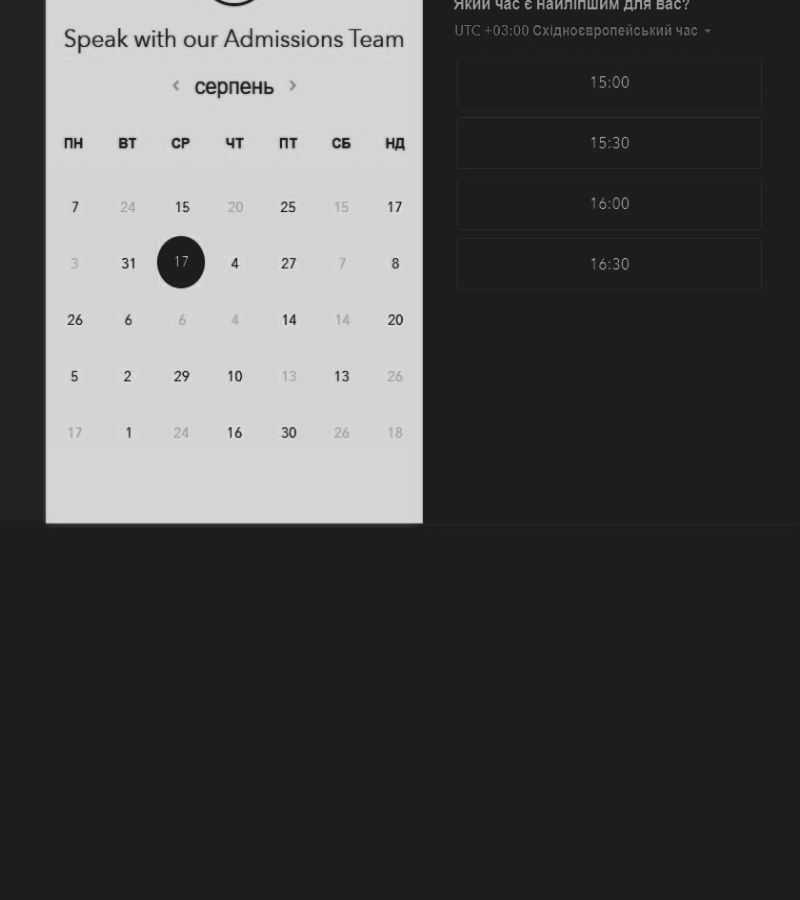 Speak with our Admissions Team
< серпень >
ПН ВТ СР ЧТ ПТ СБ НД
7 24 15 20 25 15 17
3 31 17 4 27 7 8
26 6 6 4 14 14 20
5 2 29 10 13 13 26
17 1 24 16 30 26 18
Який час є найліпшим для вас?
UTC +03:00 Східноєвропейський час
15:00
15:30
16:00
16:30